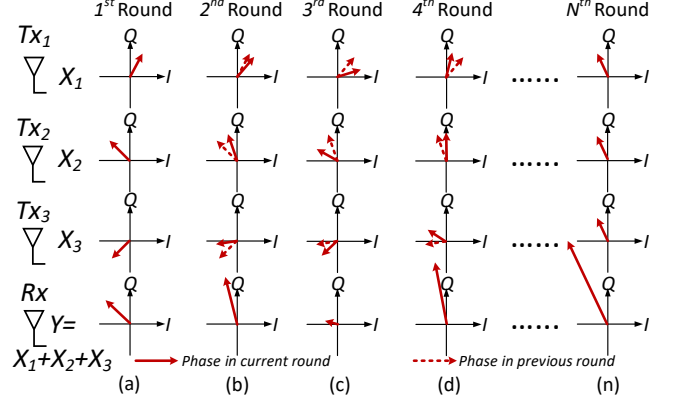 1st Round 2nd Round 3rd Round 4th Round Nth Round
Tx1 Q Q Q Q Q
X1 I I I I ...... I
Tx2 Q Q Q Q Q
X2 I I I I ...... I
Tx3 Q Q Q Q Q
X3 I I I I ...... I
Rx Q Q Q Q Q
Y= I I I I ...... I
X1+X2+X3 Phase in current round Phase in previous round
(a) (b) (c) (d) (n)